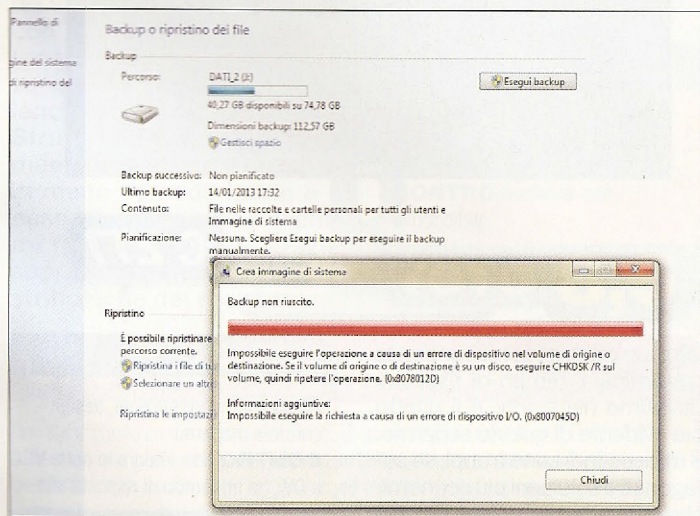 Pannello di
gine del sistema
di ripristino del
Backup o ripristino dei file
Backup
Percorso:
DATI_2 (J:)
40,27 GB disponibili su 74,78 GB
Dimensioni backup: 112,57 GB
Gestisci spazio
Esegui backup
Backup successivo: Non pianificato
Ultimo backup: 14/01/2013 17:32
Contenuto: File nelle raccolte e cartelle personali per tutti gli utenti e
Immagine di sistema
Pianificazione: Nessuna. Scegliere Esegui backup per eseguire il backup
manualmente.
Ripristino
È possibile ripristinare
percorso corrente.
Ripristina i file di tu
Selezionare un altr
Ripristina le impostazi
Crea immagine di sistema
Backup non riuscito.
Impossibile eseguire l'operazione a causa di un errore di dispositivo nel volume di origine o
destinazione. Se il volume di origine o di destinazione è su un disco, eseguire CHKDSK /R sul
volume, quindi ripetere l'operazione. (0x8078012D)
Informazioni aggiuntive:
Impossibile eseguire la richiesta a causa di un errore di dispositivo I/O. (0x8007045D)
Chiudi